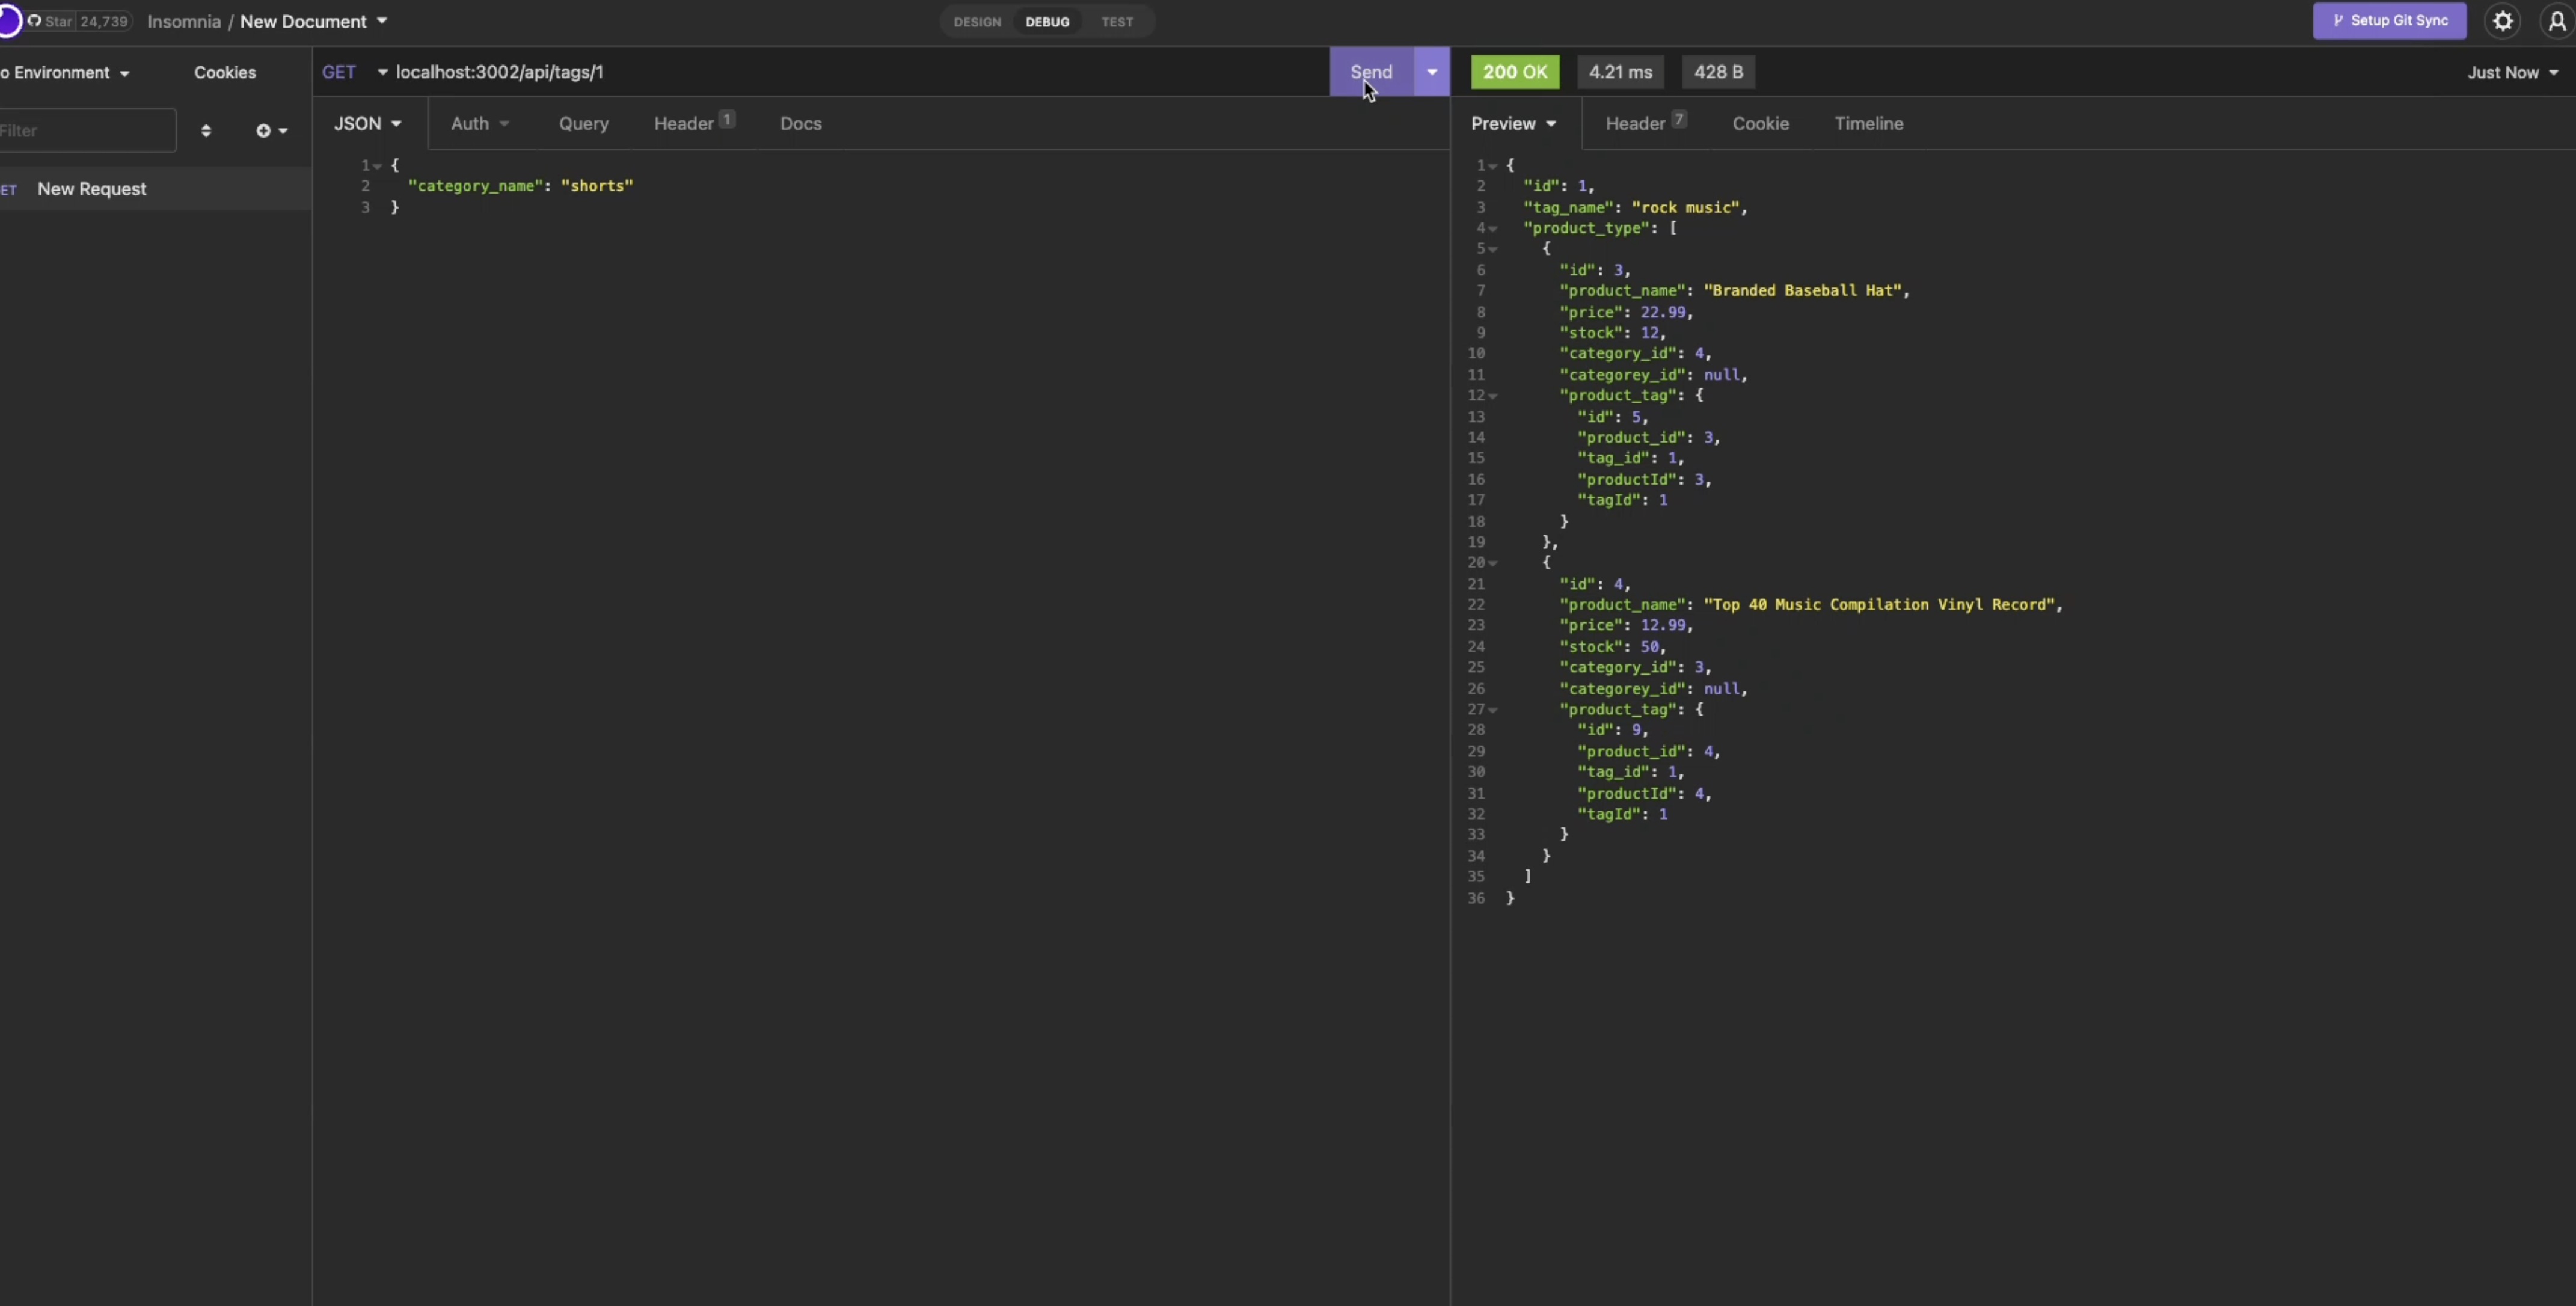 Star 24,739 Insomnia / New Document DESIGN DEBUG TEST Setup Git Sync
o Environment Cookies GET localhost:3002/api/tags/1 Send 200 OK 4.21 ms 428 B Just Now
Filter JSON Auth Query Header 1 Docs Preview Header 7 Cookie Timeline
ET New Request
1 {
2 "category_name": "shorts"
3 }
1 {
2 "id": 1,
3 "tag_name": "rock music",
4 "product_type": [
5 {
6 "id": 3,
7 "product_name": "Branded Baseball Hat",
8 "price": 22.99,
9 "stock": 12,
10 "category_id": 4,
11 "categorey_id": null,
12 "product_tag": {
13 "id": 5,
14 "product_id": 3,
15 "tag_id": 1,
16 "productId": 3,
17 "tagId": 1
18 }
19 },
20 {
21 "id": 4,
22 "product_name": "Top 40 Music Compilation Vinyl Record",
23 "price": 12.99,
24 "stock": 50,
25 "category_id": 3,
26 "categorey_id": null,
27 "product_tag": {
28 "id": 9,
29 "product_id": 4,
30 "tag_id": 1,
31 "productId": 4,
32 "tagId": 1
33 }
34 }
35 ]
36 }